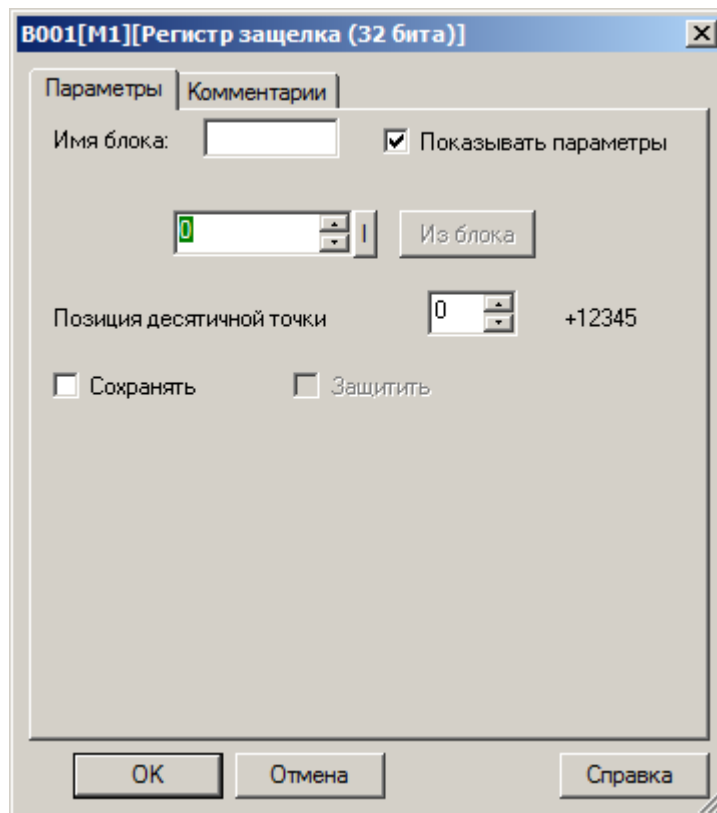 B001[M1][Регистр защелка (32 бита)]
Параметры Комментарии
Имя блока: Показывать параметры
0 I Из блока
Позиция десятичной точки 0 +12345
Сохранять Защитить
OK Отмена Справка